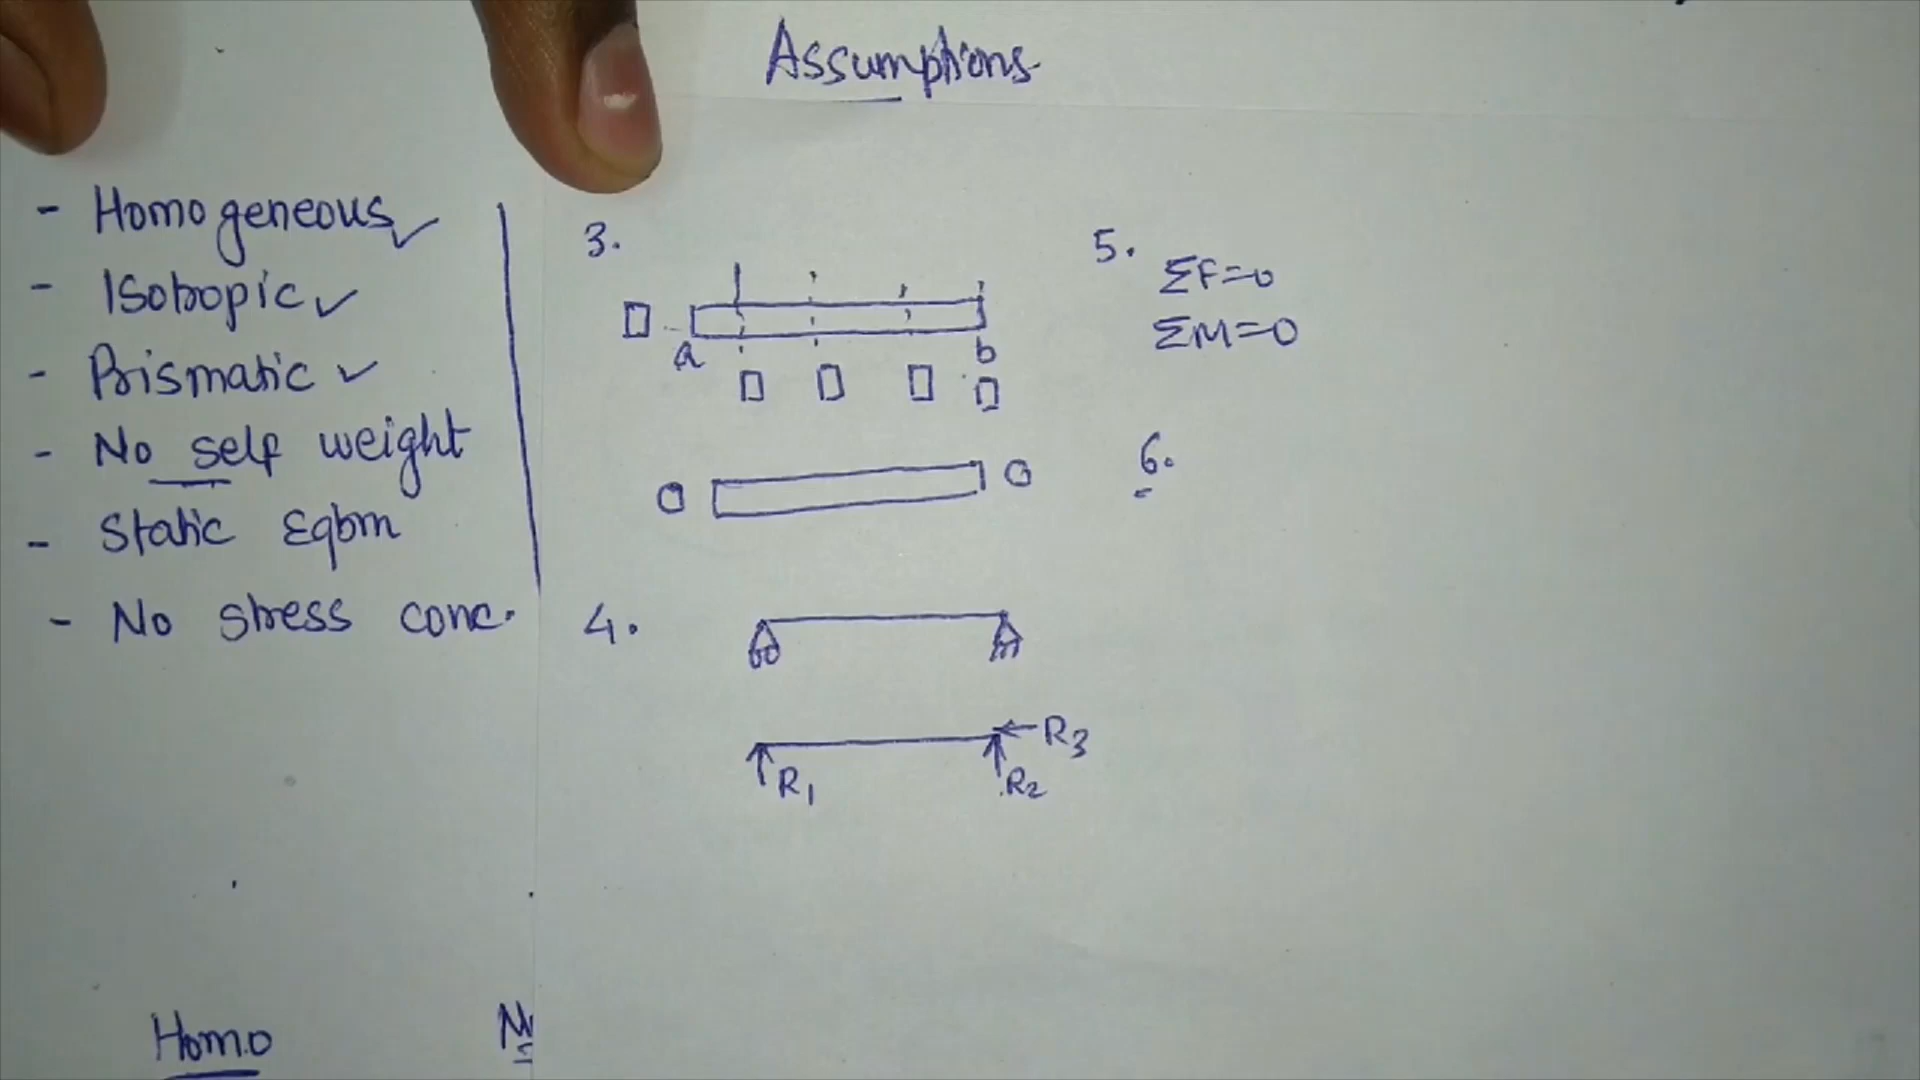 Assumptions.
- Homogeneous ✓
- Isotropic ✓
- Prismatic ✓
- No self weight
- Static Eqbm
- No stress conc.
3.
a b
4.
R3
R1 R2
5.
ΣF=0
ΣM=0
6.
Homo